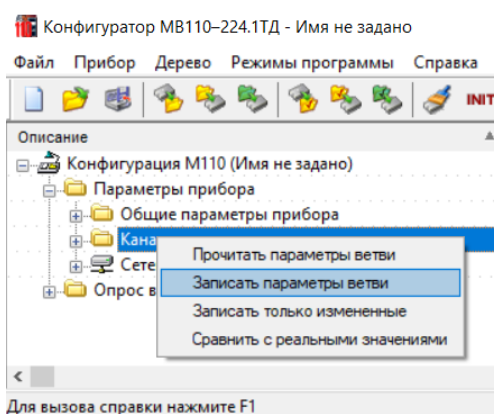 Конфигуратор МВ110–224.1ТД - Имя не задано
Файл Прибор Дерево Режимы программы Справка
INIT
Описание
Конфигурация М110 (Имя не задано)
Параметры прибора
Общие параметры прибора
Кана
Прочитать параметры ветви
Сете
Записать параметры ветви
Опрос в
Записать только измененные
Сравнить с реальными значениями
Для вызова справки нажмите F1